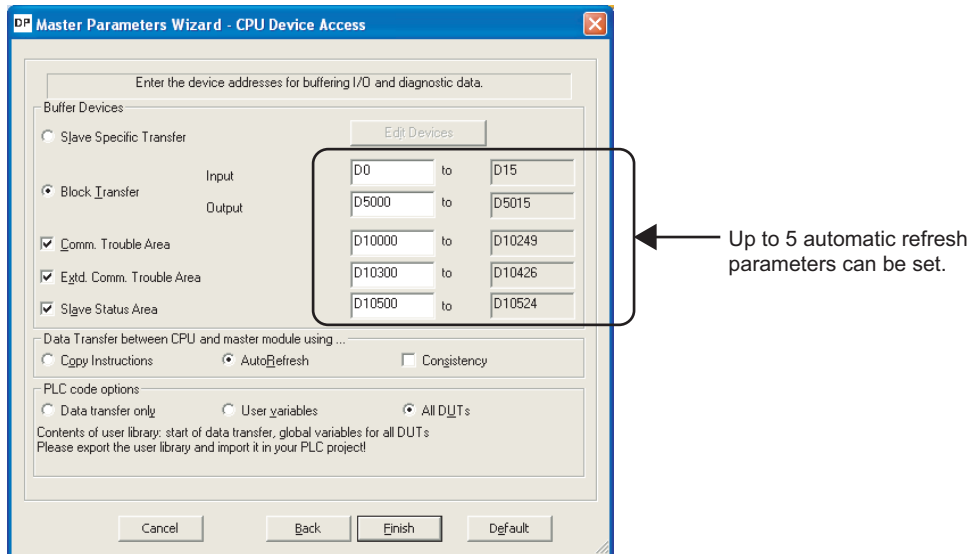 DP Master Parameters Wizard - CPU Device Access
Enter the device addresses for buffering I/O and diagnostic data.
Buffer Devices
Slave Specific Transfer
Edit Devices
Block Transfer
Input
D0 to D15
Output
D5000 to D5015
Comm. Trouble Area D10000 to D10249
Extd. Comm. Trouble Area D10300 to D10426
Slave Status Area D10500 to D10524
Up to 5 automatic refresh
parameters can be set.
Data Transfer between CPU and master module using ...
Copy Instructions AutoRefresh Consistency
PLC code options
Data transfer only User variables All DUTs
Contents of user library: start of data transfer, global variables for all DUTs
Please export the user library and import it in your PLC project!
Cancel Back Finish Default